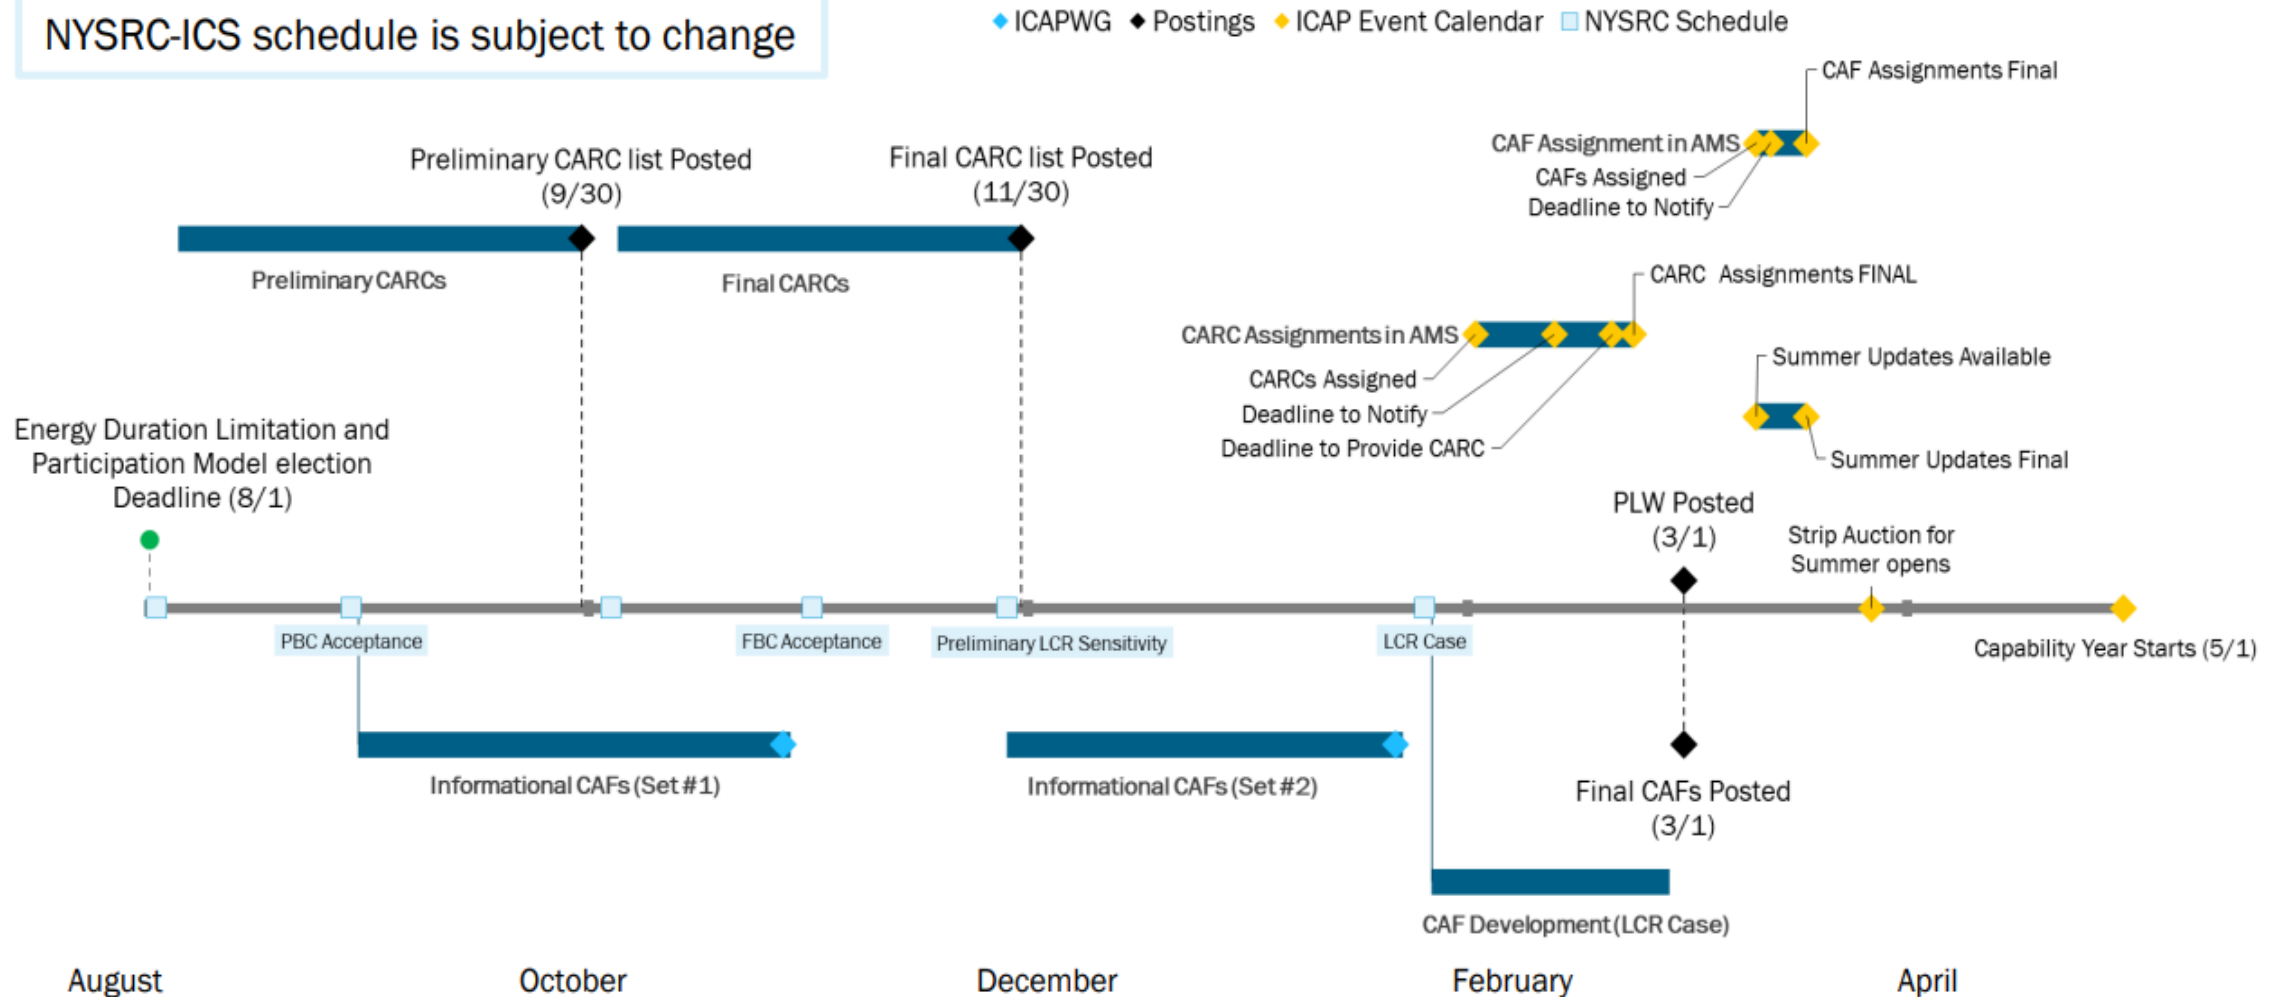 NYSRC-ICS schedule is subject to change
ICAPWG
Postings
ICAP Event Calendar
NYSRC Schedule
CAF Assignments Final
CAF Assignment in AMS
CAFs Assigned
Deadline to Notify
Preliminary CARC list Posted
(9/30)
Final CARC list Posted
(11/30)
Preliminary CARCs
Final CARCs
CARC Assignments FINAL
CARC Assignments in AMS
CARCs Assigned
Deadline to Notify
Deadline to Provide CARC
Summer Updates Available
Summer Updates Final
Energy Duration Limitation and
Participation Model election
Deadline (8/1)
PLW Posted
(3/1)
Strip Auction for
Summer opens
PBC Acceptance
FBC Acceptance
Preliminary LCR Sensitivity
LCR Case
Capability Year Starts (5/1)
Informational CAFs (Set #1)
Informational CAFs (Set #2)
Final CAFs Posted
(3/1)
CAF Development (LCR Case)
August
October
December
February
April